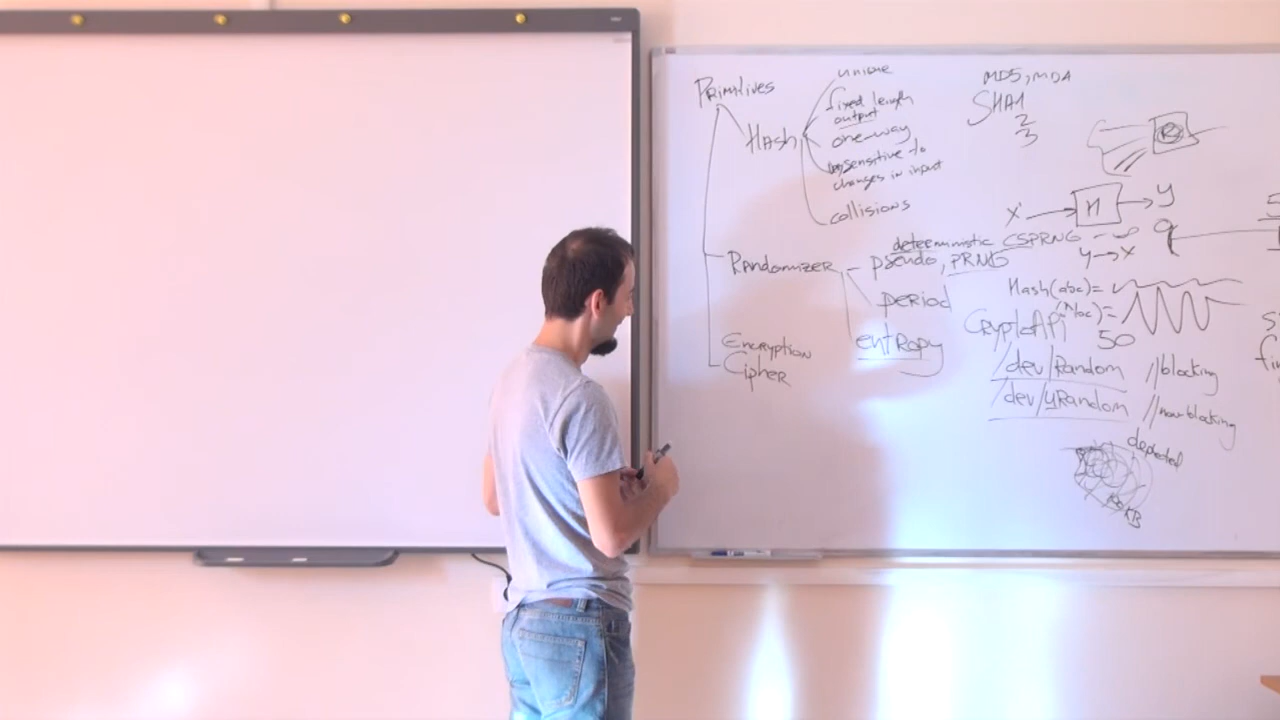 Primitives
Hash
unique
fixed length
output
one-way
sensitive to
changes in input
collisions
MD5, MD4
SHA1
2
3
R
x
H
y
deterministic CSPRNG
Randomizer
pseudo, PRNG
y→x
period
Hash(abc)=
entropy
CryptoApi
50
/dev/Random //blocking
/dev/uRandom //non-blocking
Encryption
Cipher
depleted
KB